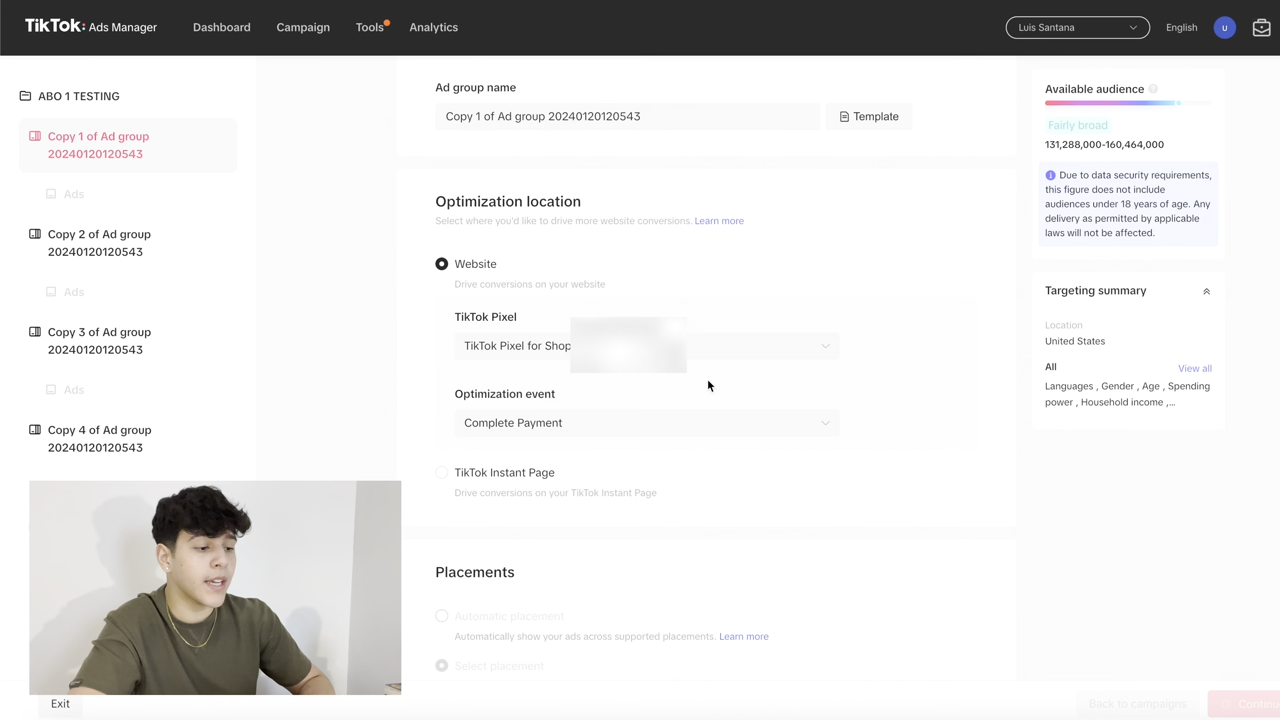 TikTok: Ads Manager
Dashboard
Campaign
Tools
Analytics
Luis Santana
English
U
ABO 1 TESTING
Copy 1 of Ad group
20240120120543
Ads
Copy 2 of Ad group
20240120120543
Ads
Copy 3 of Ad group
20240120120543
Ads
Copy 4 of Ad group
20240120120543
Exit
Ad group name
Copy 1 of Ad group 20240120120543
Template
Optimization location
Select where you'd like to drive more website conversions. Learn more
Website
Drive conversions on your website
TikTok Pixel
TikTok Pixel for Shop
Optimization event
Complete Payment
TikTok Instant Page
Drive conversions on your TikTok Instant Page
Placements
Automatic placement
Automatically show your ads across supported placements. Learn more
Select placement
Back to campaigns
Continu
Available audience
Fairly broad
131,288,000-160,464,000
Due to data security requirements,
this figure does not include
audiences under 18 years of age. Any
delivery as permitted by applicable
laws will not be affected.
Targeting summary
Location
United States
All
View all
Languages , Gender , Age , Spending
power , Household income ,...